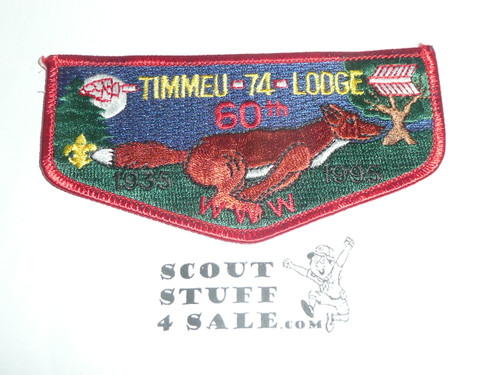 TIMMEU-74-LODGE
60th
1935 1995
WWW
SCOUT
STUFF
4 SALE.COM